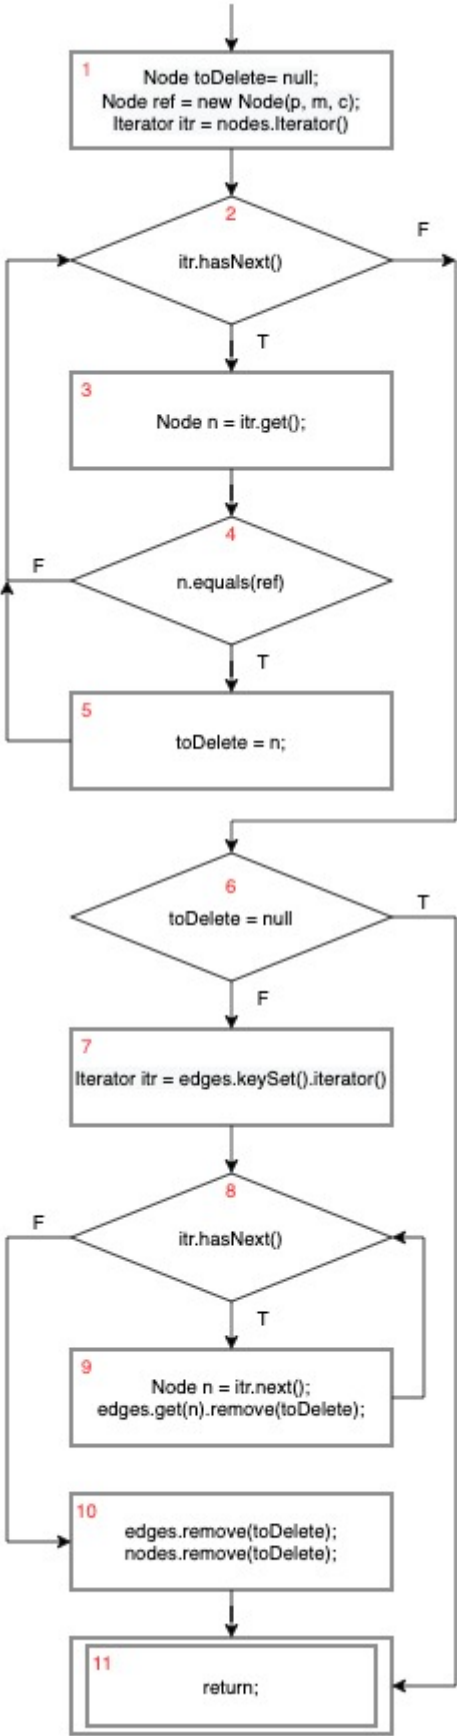 1
Node toDelete= null;
Node ref = new Node(p, m, c);
Iterator itr = nodes.Iterator()
2
F
itr.hasNext()
T
3
Node n = itr.get();
4
F
n.equals(ref)
T
5
toDelete = n;
6
T
toDelete = null
F
7
Iterator itr = edges.keySet().iterator()
8
F
itr.hasNext()
T
9
Node n = itr.next();
edges.get(n).remove(toDelete);
10
edges.remove(toDelete);
nodes.remove(toDelete);
11
return;